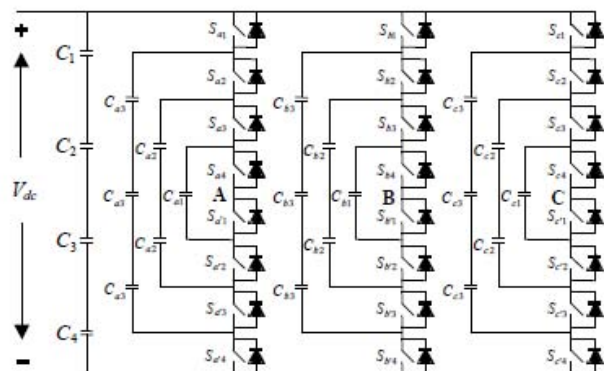 +
C1
C2
Vdc
C3
C4
−
Sa1
Sa2
Sa3
Sa4
Sa'1
Sa'2
Sa'3
Sa'4
Ca3
Ca2
Ca3
Ca1
A
Ca2
Ca3
Sb1
Sb2
Sb3
Sb4
Sb'1
Sb'2
Sb'3
Sb'4
Cb3
Cb2
Cb3
Cb1
B
Cb2
Cb3
Sc1
Sc2
Sc3
Sc4
Sc'1
Sc'2
Sc'3
Sc'4
Cc3
Cc2
Cc3
Cc1
C
Cc2
Cc3